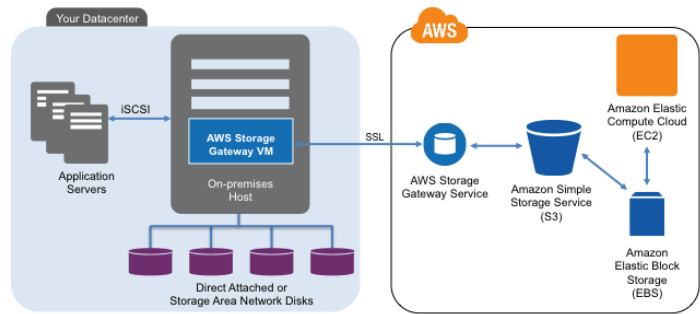 Your Datacenter
AWS
iSCSI
AWS Storage
Gateway VM
SSL
Application
Servers
On-premises
Host
Direct Attached or
Storage Area Network Disks
AWS Storage
Gateway Service
Amazon Simple
Storage Service
(S3)
Amazon Elastic
Compute Cloud
(EC2)
Amazon
Elastic Block
Storage
(EBS)